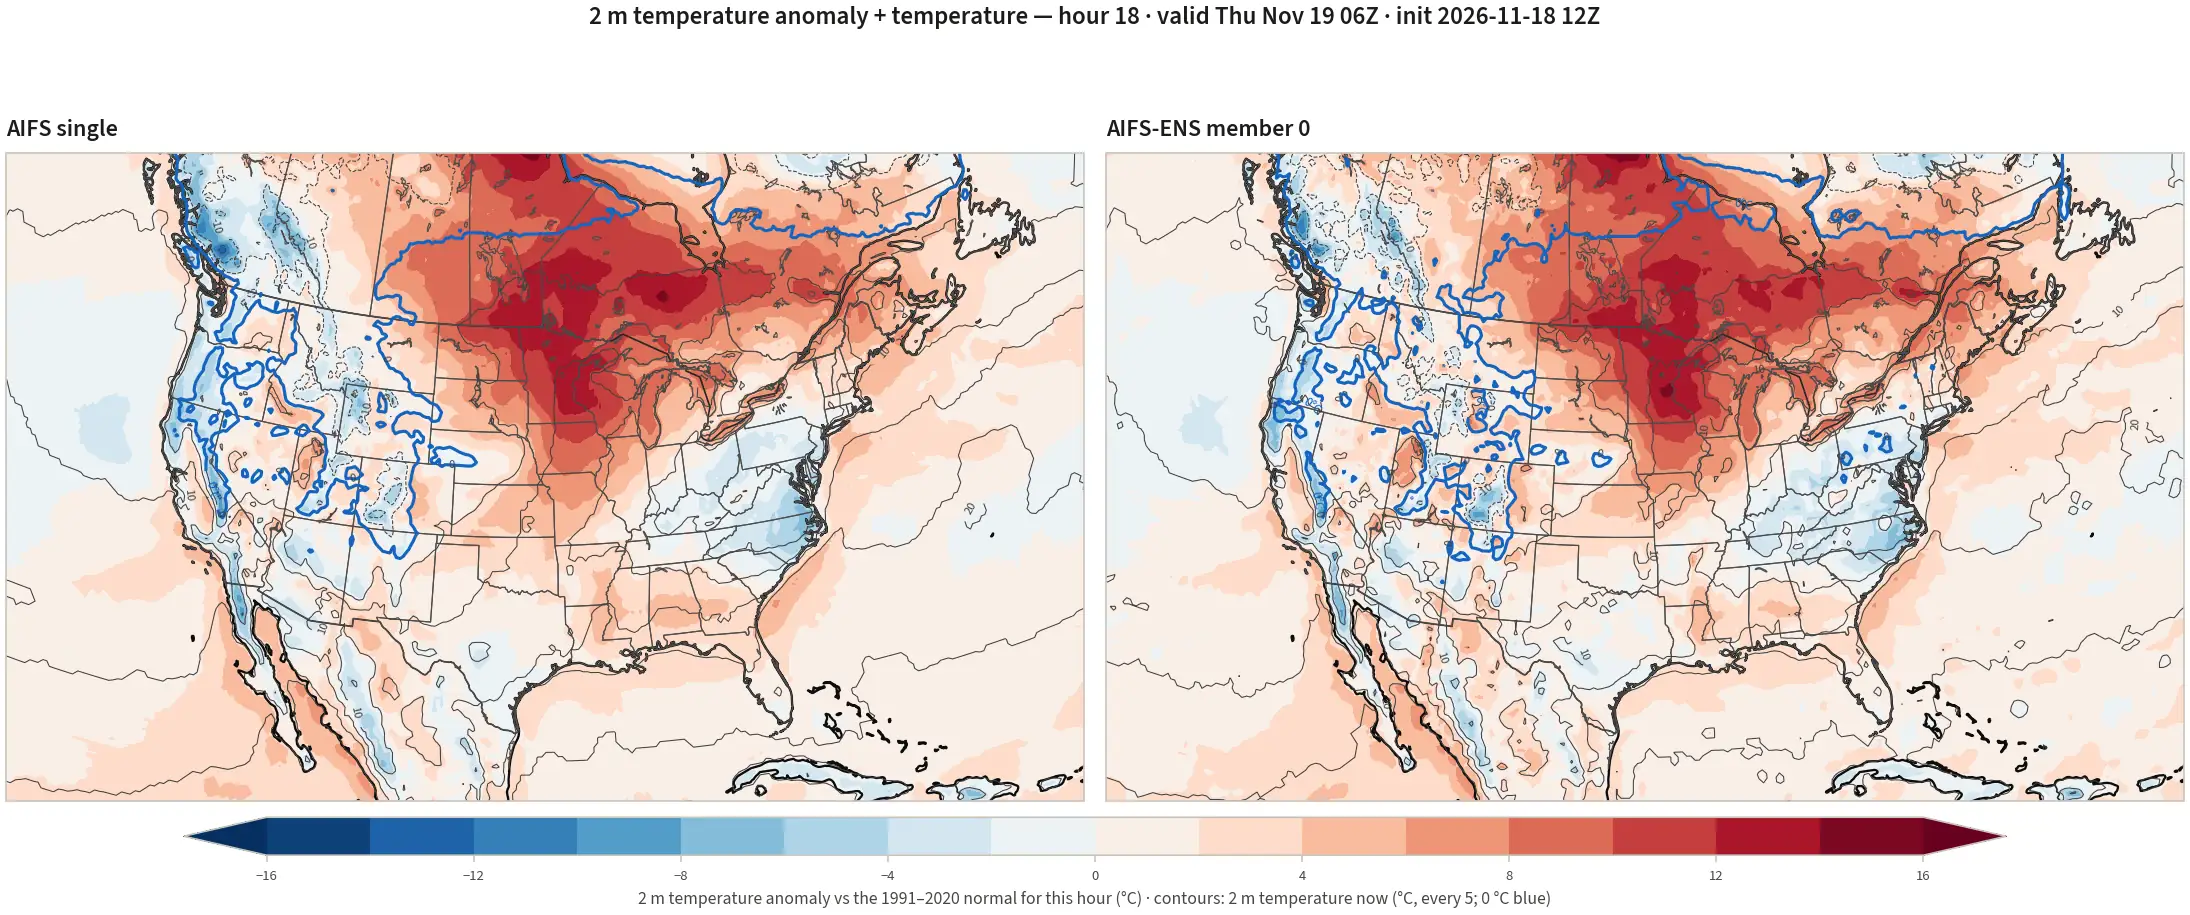 2 m temperature anomaly + temperature — hour 18 · valid Thu Nov 19 06Z · init 2026-11-18 12Z
AIFS single
AIFS-ENS member 0
−16 −12 −8 −4 0 4 8 12 16
2 m temperature anomaly vs the 1991–2020 normal for this hour (°C) · contours: 2 m temperature now (°C, every 5; 0 °C blue)